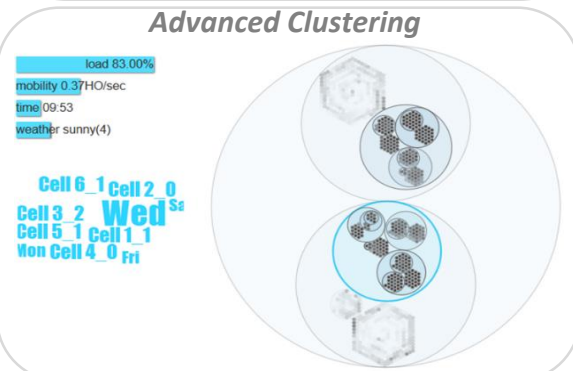 Advanced Clustering
load 83.00%
mobility 0.37HO/sec
time 09:53
weather sunny(4)
Cell 6_1 Cell 2_0
Cell 3_2 Wed Sa
Cell 5_1 Cell 1_1
Mon Cell 4_0 Fri